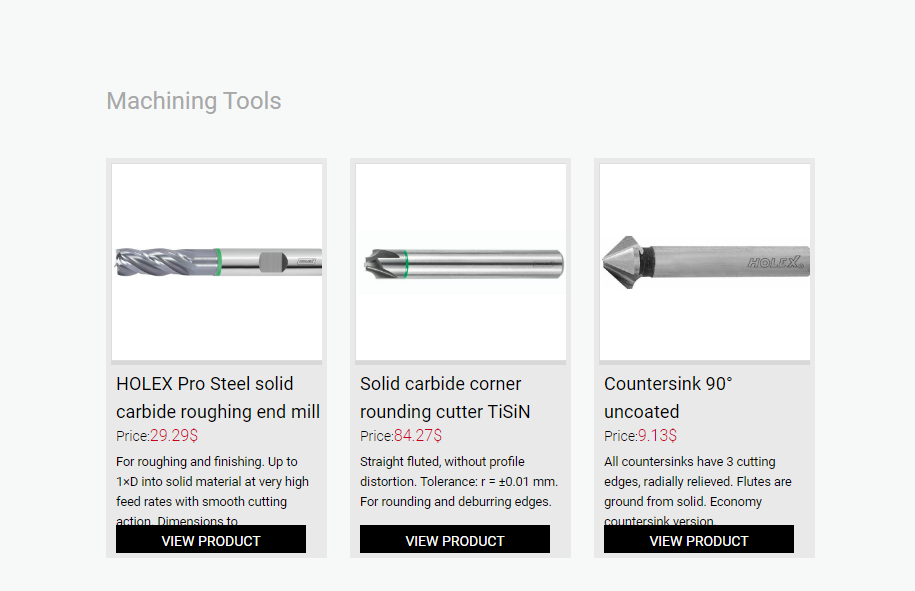 Machining Tools
HOLEX
HOLEX Pro Steel solid
carbide roughing end mill
Price:29.29$
For roughing and finishing. Up to
1×D into solid material at very high
feed rates with smooth cutting
action. Dimensions to
VIEW PRODUCT
Solid carbide corner
rounding cutter TiSiN
Price:84.27$
Straight fluted, without profile
distortion. Tolerance: r = ±0.01 mm.
For rounding and deburring edges.
VIEW PRODUCT
Countersink 90°
uncoated
Price:9.13$
All countersinks have 3 cutting
edges, radially relieved. Flutes are
ground from solid. Economy
countersink version
VIEW PRODUCT